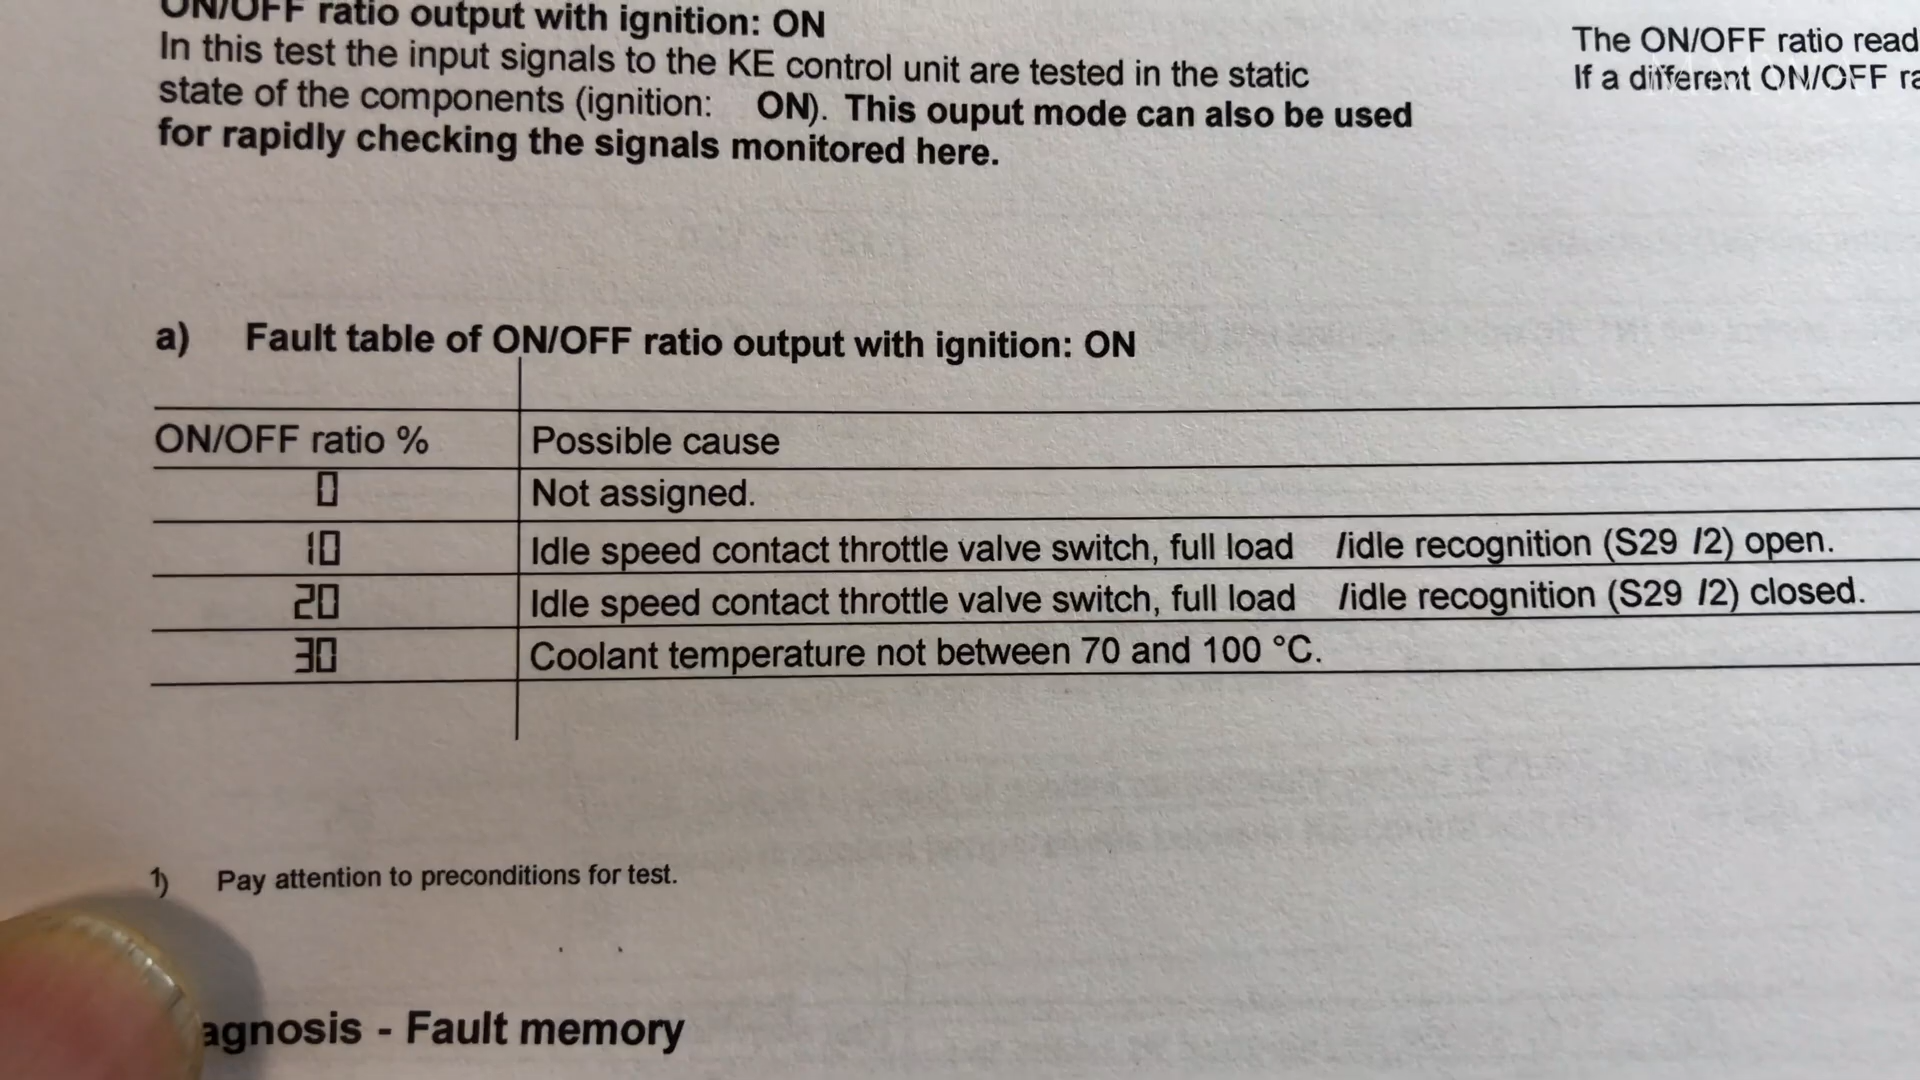 ON/OFF ratio output with ignition: ON
In this test the input signals to the KE control unit are tested in the static
state of the components (ignition: ON). This ouput mode can also be used
for rapidly checking the signals monitored here.
The ON/OFF ratio read
If a different ON/OFF ra
a) Fault table of ON/OFF ratio output with ignition: ON
ON/OFF ratio % Possible cause
0 Not assigned.
10 Idle speed contact throttle valve switch, full load /idle recognition (S29 /2) open.
20 Idle speed contact throttle valve switch, full load /idle recognition (S29 /2) closed.
30 Coolant temperature not between 70 and 100 °C.
1) Pay attention to preconditions for test.
agnosis - Fault memory